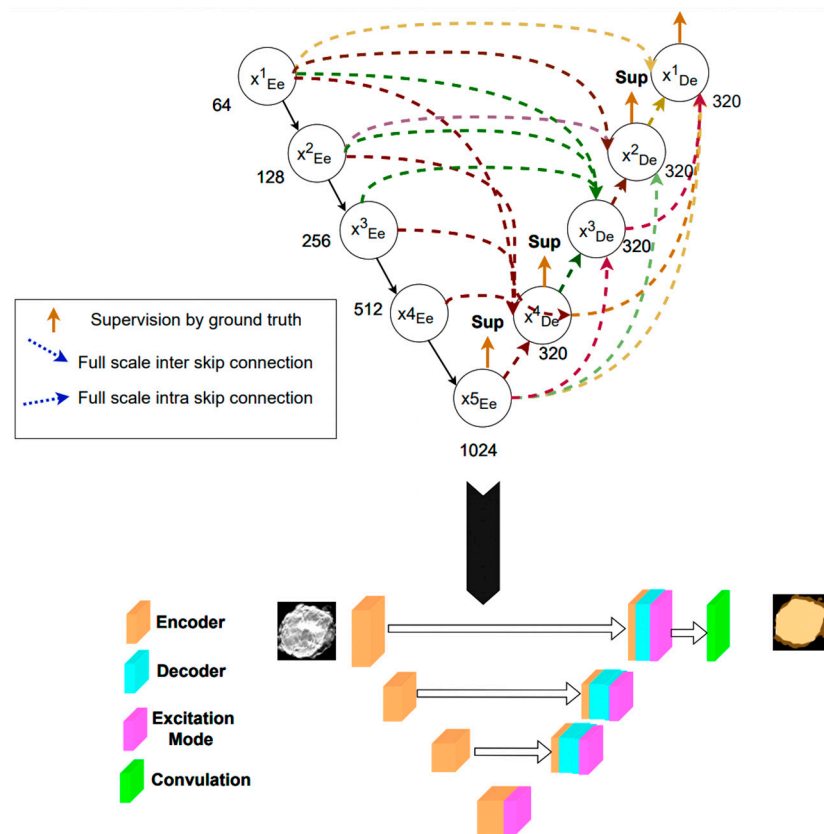 x¹Ee
64
x²Ee
128
x³Ee
256
x4Ee
512
x5Ee
1024
Sup
x⁴De
320
Sup
x³De
320
x²De
320
Sup
x¹De
320
Sup
Supervision by ground truth
Full scale inter skip connection
Full scale intra skip connection
Encoder
Decoder
Excitation
Mode
Convulation